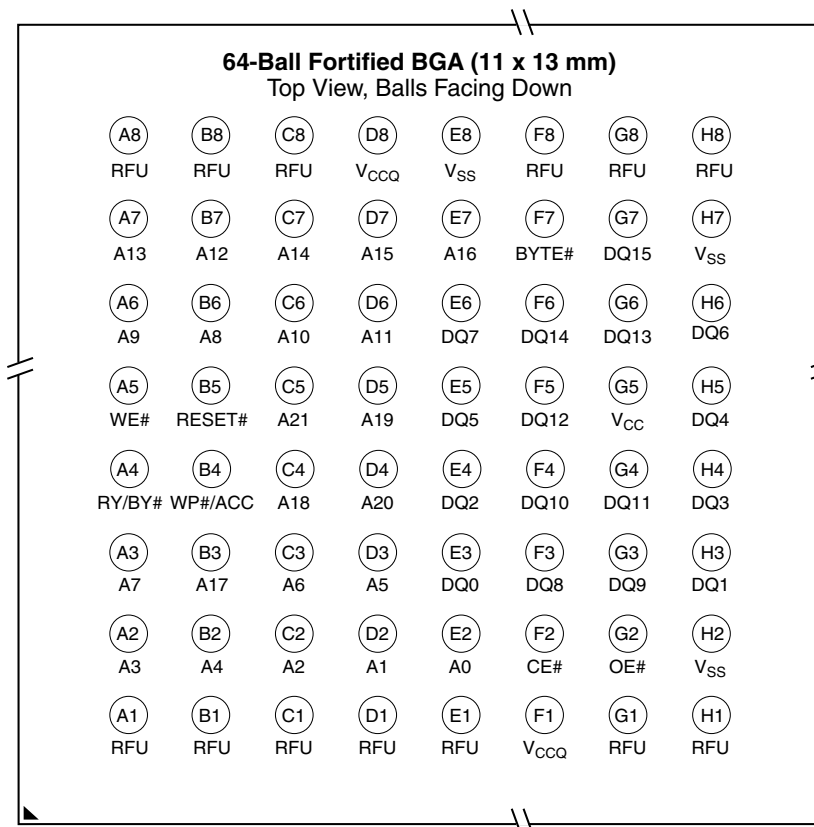 64-Ball Fortified BGA (11 x 13 mm)
Top View, Balls Facing Down
A8 B8 C8 D8 E8 F8 G8 H8
RFU RFU RFU VCCQ VSS RFU RFU RFU
A7 B7 C7 D7 E7 F7 G7 H7
A13 A12 A14 A15 A16 BYTE# DQ15 VSS
A6 B6 C6 D6 E6 F6 G6 H6
A9 A8 A10 A11 DQ7 DQ14 DQ13 DQ6
A5 B5 C5 D5 E5 F5 G5 H5
WE# RESET# A21 A19 DQ5 DQ12 VCC DQ4
A4 B4 C4 D4 E4 F4 G4 H4
RY/BY# WP#/ACC A18 A20 DQ2 DQ10 DQ11 DQ3
A3 B3 C3 D3 E3 F3 G3 H3
A7 A17 A6 A5 DQ0 DQ8 DQ9 DQ1
A2 B2 C2 D2 E2 F2 G2 H2
A3 A4 A2 A1 A0 CE# OE# VSS
A1 B1 C1 D1 E1 F1 G1 H1
RFU RFU RFU RFU RFU VCCQ RFU RFU